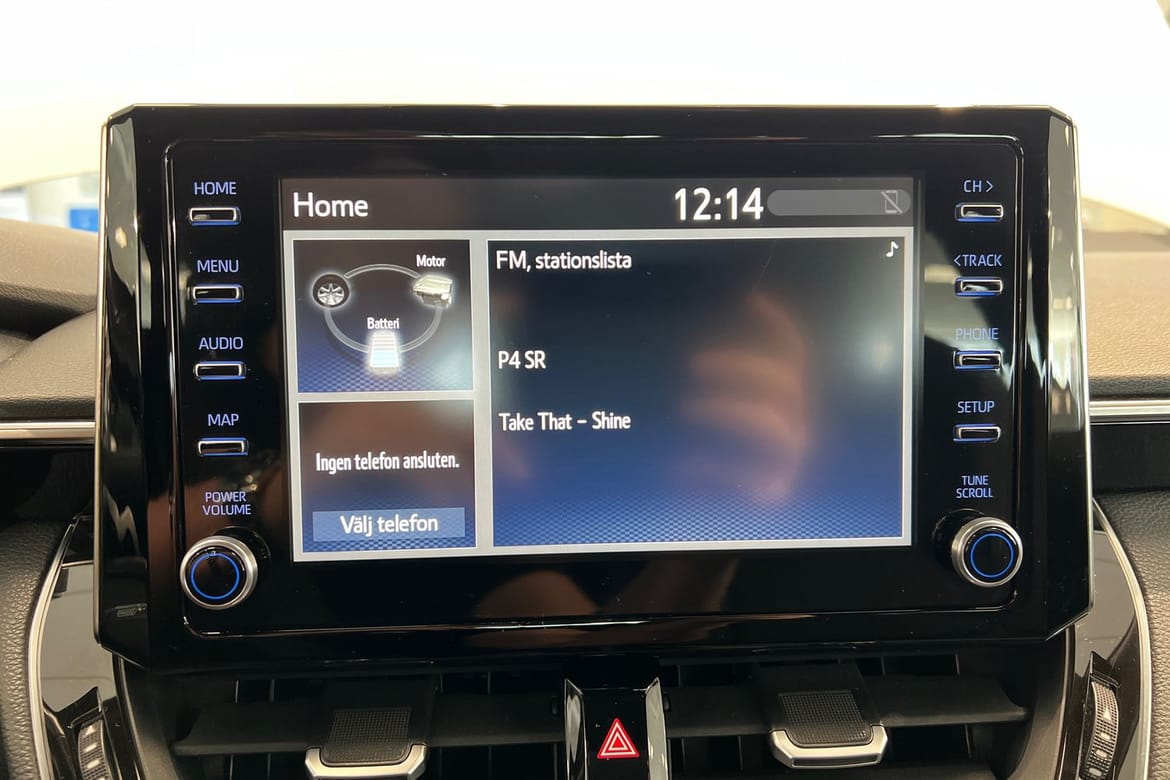 HOME
MENU
AUDIO
MAP
POWER
VOLUME
Home
12:14
Motor
Batteri
Ingen telefon ansluten.
Välj telefon
FM, stationslista
P4 SR
Take That - Shine
CH >
<TRACK
PHONE
SETUP
TUNE
SCROLL